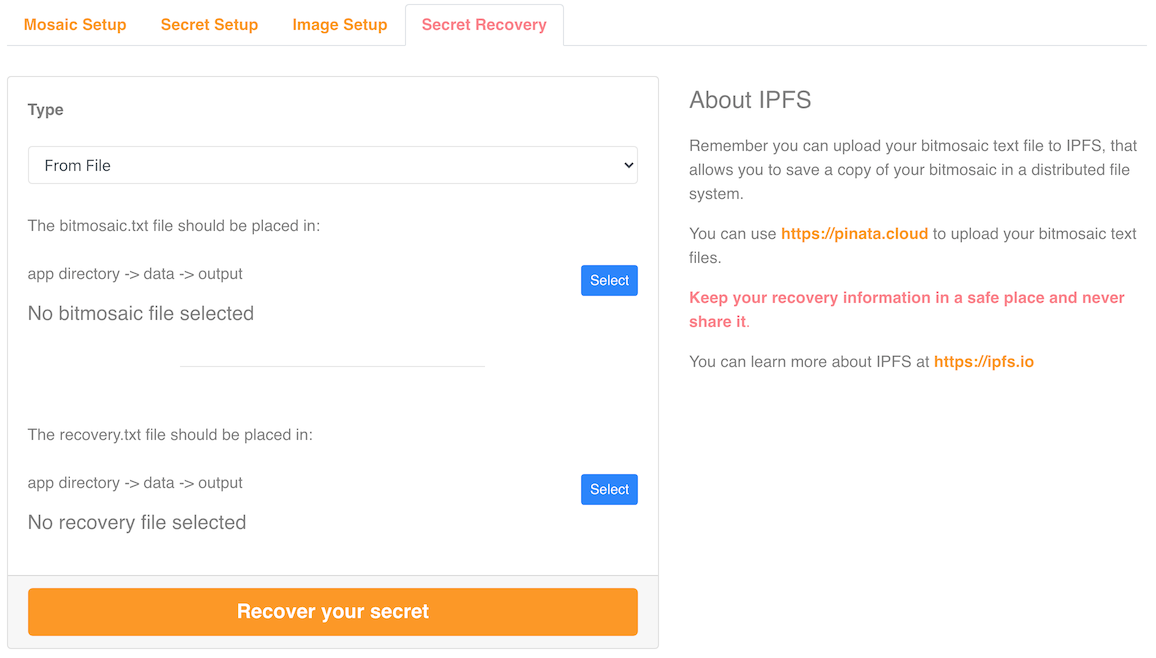 Mosaic Setup
Secret Setup
Image Setup
Secret Recovery
Type
From File
The bitmosaic.txt file should be placed in:
app directory -> data -> output
Select
No bitmosaic file selected
The recovery.txt file should be placed in:
app directory -> data -> output
Select
No recovery file selected
Recover your secret
About IPFS
Remember you can upload your bitmosaic text file to IPFS, that
allows you to save a copy of your bitmosaic in a distributed file
system.
You can use https://pinata.cloud to upload your bitmosaic text
files.
Keep your recovery information in a safe place and never
share it.
You can learn more about IPFS at https://ipfs.io